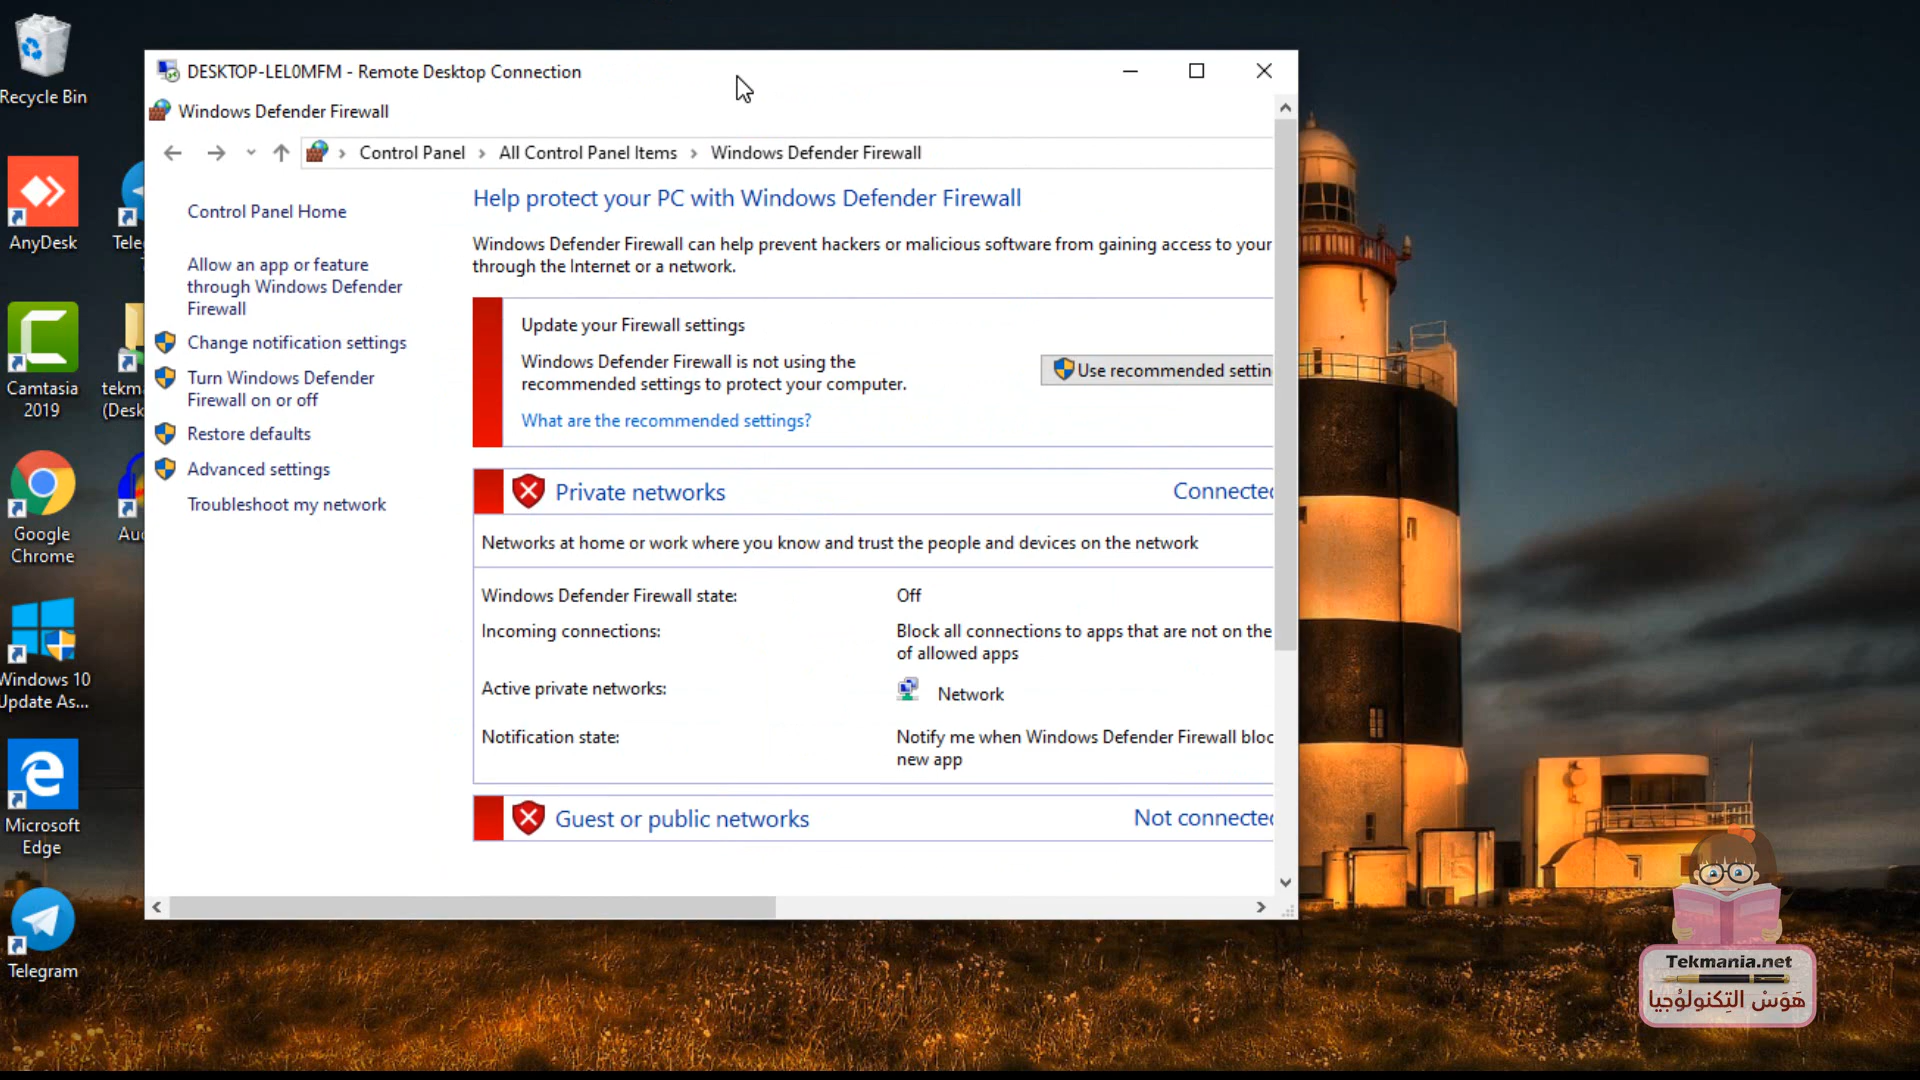 Recycle Bin
AnyDesk
Tele
Camtasia
2019
tekm
(Desk
Google
Chrome
Au
Windows 10
Update As...
Microsoft
Edge
Telegram
DESKTOP-LEL0MFM - Remote Desktop Connection
Windows Defender Firewall
Control Panel > All Control Panel Items > Windows Defender Firewall
Control Panel Home
Allow an app or feature
through Windows Defender
Firewall
Change notification settings
Turn Windows Defender
Firewall on or off
Restore defaults
Advanced settings
Troubleshoot my network
Help protect your PC with Windows Defender Firewall
Windows Defender Firewall can help prevent hackers or malicious software from gaining access to your
through the Internet or a network.
Update your Firewall settings
Windows Defender Firewall is not using the
recommended settings to protect your computer.
Use recommended settin
What are the recommended settings?
Private networks Connected
Networks at home or work where you know and trust the people and devices on the network
Windows Defender Firewall state: Off
Incoming connections: Block all connections to apps that are not on the
of allowed apps
Active private networks: Network
Notification state: Notify me when Windows Defender Firewall bloc
new app
Guest or public networks Not connected
Tekmania.net
هَوَسْ التِكنولوُجيا